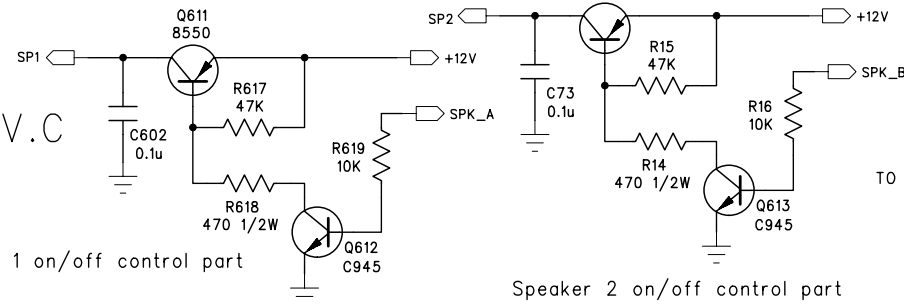 Q611
8550
SP1
+12V
R617
47K
SPK_A
V.C
C602
0.1u
R619
10K
R618
470 1/2W
Q612
C945
1 on/off control part
SP2
+12V
R15
47K
SPK_B
C73
0.1u
R16
10K
R14
470 1/2W
TO
Q613
C945
Speaker 2 on/off control part